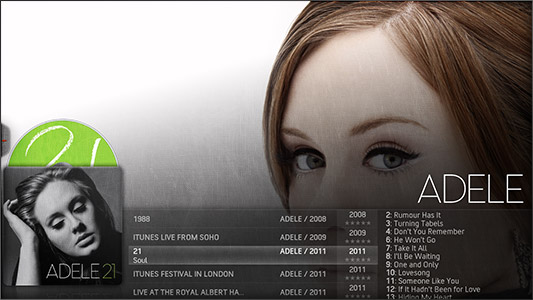 21
ADELE 21
ADELE
1988 ADELE / 2008 2008
ITUNES LIVE FROM SOHO ADELE / 2009 2009
21 ADELE / 2011 2011
Soul
ITUNES FESTIVAL IN LONDON ADELE / 2011 2011
LIVE AT THE ROYAL ALBERT HA. ADELE / 2011 2011
2: Rumour Has It
3: Turning Tabels
4: Don't You Remember
6: He Won't Go
7: Take It All
8: I'll Be Waiting
9: One and Only
10: Lovesong
11: Someone Like You
12: If It Hadn't Been for Love
13: Hiding My Heart